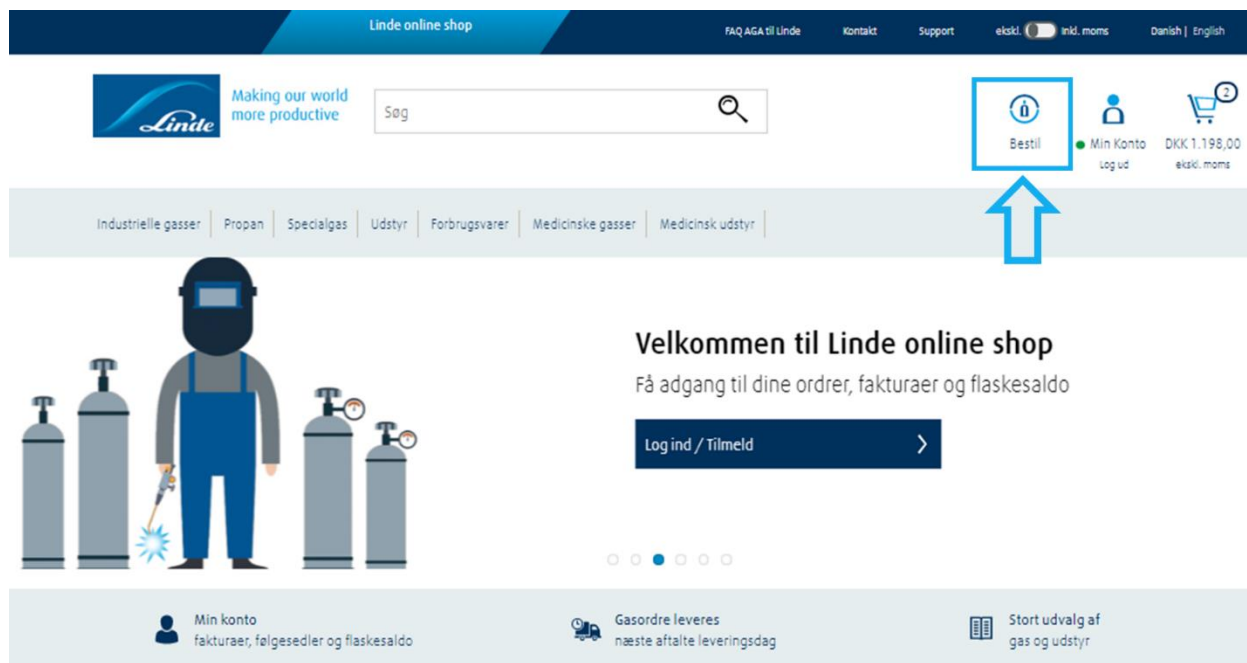 Linde online shop
FAQ AGA til Linde
Kontakt
Support
ekskl. Inkl. moms
Danish | English
Linde
Making our world
more productive
Søg
Bestil
Min Konto
Log ud
2
DKK 1.198,00
ekskl. moms
Industrielle gasser
Propan
Specialgas
Udstyr
Forbrugsvarer
Medicinske gasser
Medicinsk udstyr
Velkommen til Linde online shop
Få adgang til dine ordrer, fakturaer og flaskesaldo
Log ind / Tilmeld
Min konto
fakturaer, følgesedler og flaskesaldo
Gasordre leveres
næste aftalte leveringsdag
Stort udvalg af
gas og udstyr